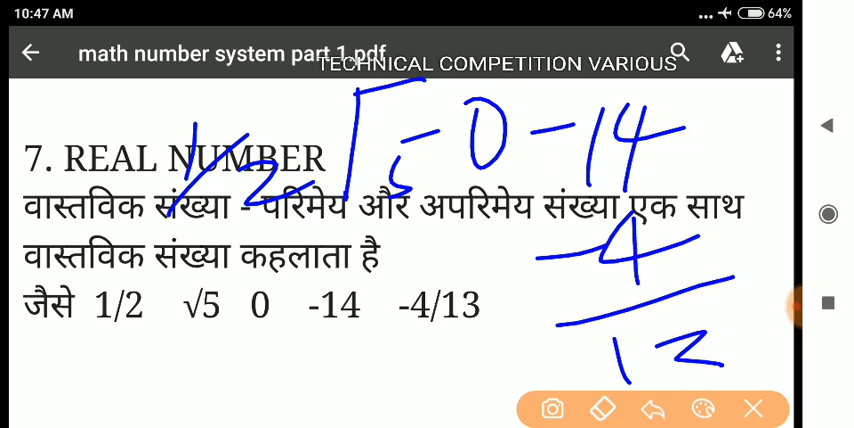 10:47 AM 64%
math number system part 1.pdf
TECHNICAL COMPETITION VARIOUS
1/2 √5 0 -14
7. REAL NUMBER
वास्तविक संख्या - परिमेय और अपरिमेय संख्या एक साथ
वास्तविक संख्या कहलाता है
-4
जैसे 1/2 √5 0 -14 -4/13